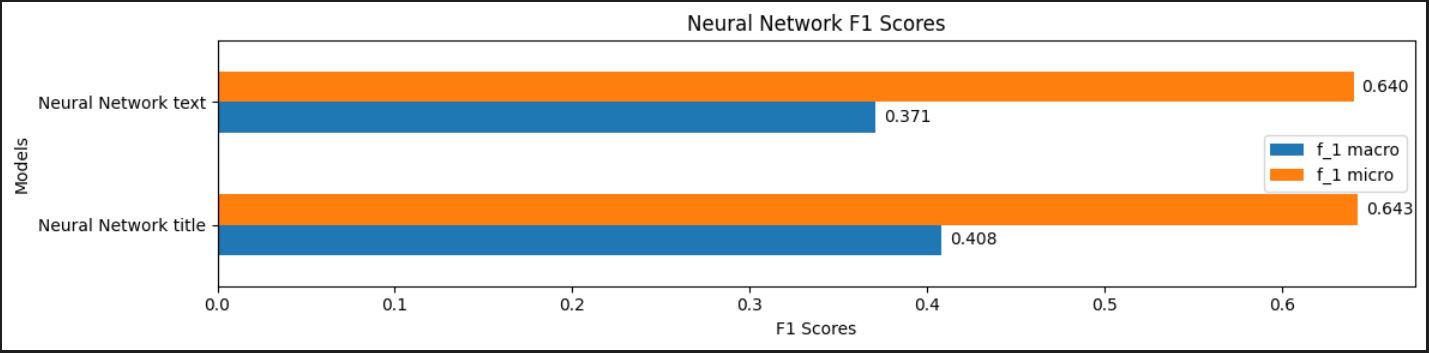 Neural Network F1 Scores
Models
Neural Network text
0.640
0.371
f_1 macro
f_1 micro
Neural Network title
0.643
0.408
0.0 0.1 0.2 0.3 0.4 0.5 0.6
F1 Scores